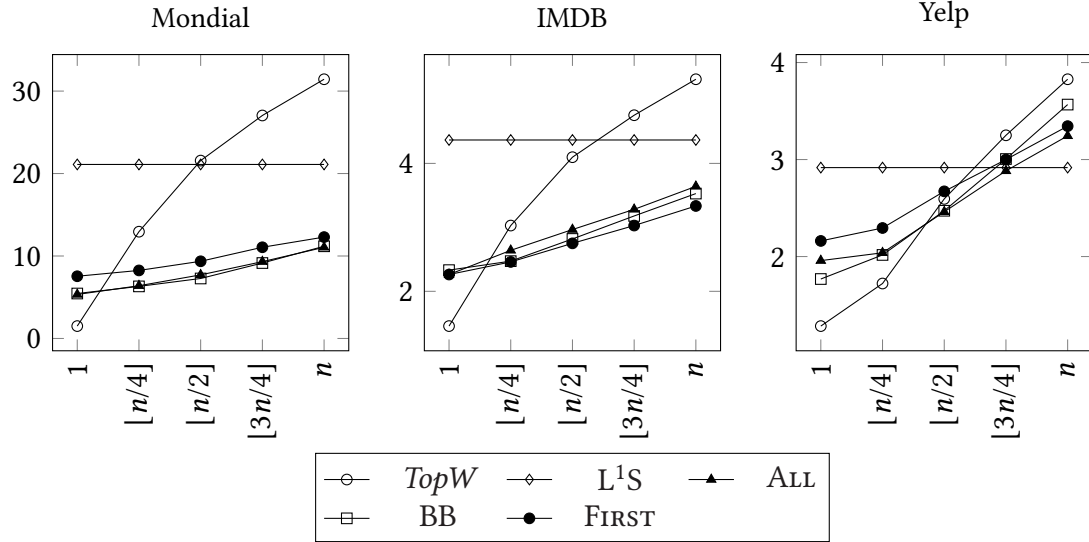 Mondial
30
20
10
0
1
⌊n/4⌋
⌊n/2⌋
⌊3n/4⌋
n
IMDB
4
2
1
⌊n/4⌋
⌊n/2⌋
⌊3n/4⌋
n
Yelp
4
3
2
1
⌊n/4⌋
⌊n/2⌋
⌊3n/4⌋
n
TopW L¹S ALL
BB FIRST